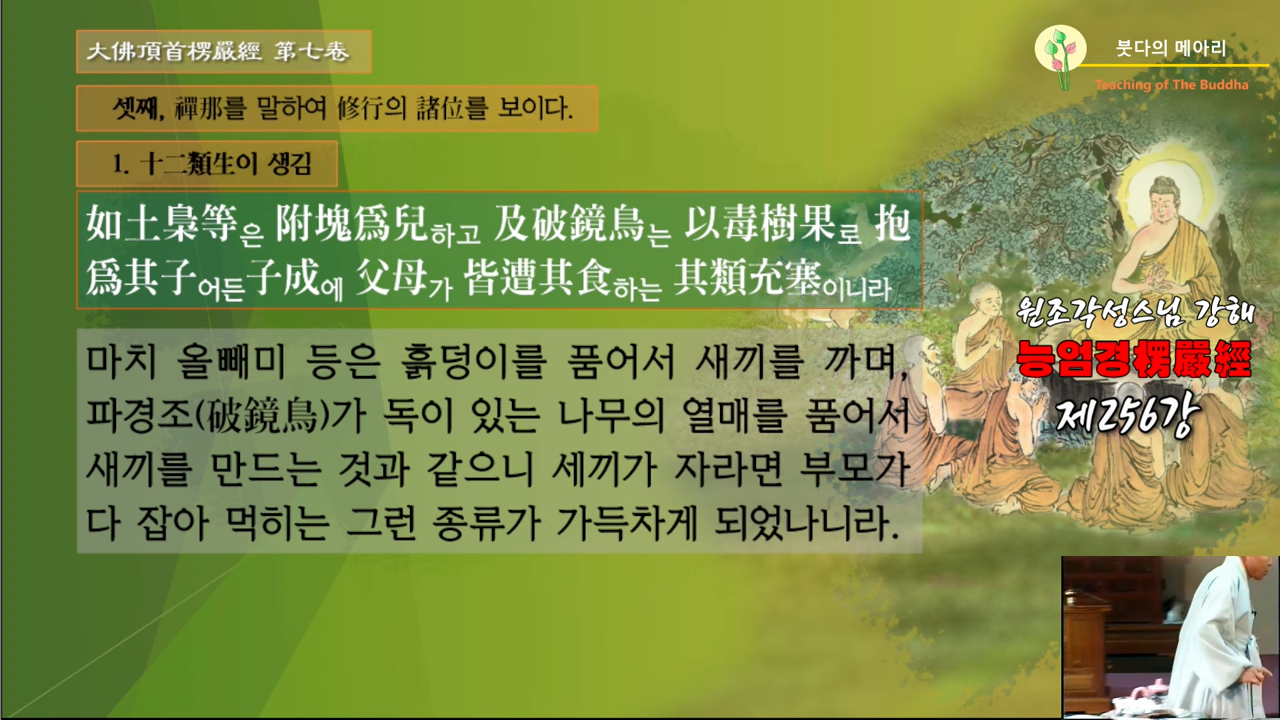 大佛頂首楞嚴經 第七卷
셋째, 禪那를 말하여 修行의 諸位를 보이다.
1. 十二類生이 생김
如土梟等은 附塊爲兒하고 及破鏡鳥는 以毒樹果로 抱
爲其子어든子成에 父母가 皆遭其食하는 其類充塞이니라
마치 올빼미 등은 흙덩이를 품어서 새끼를 까며,
파경조(破鏡鳥)가 독이 있는 나무의 열매를 품어서
새끼를 만드는 것과 같으니 세끼가 자라면 부모가
다 잡아 먹히는 그런 종류가 가득차게 되었나니라.
붓다의 메아리
Teaching of The Buddha
원조각성스님 강해
능엄경楞嚴經
제256강